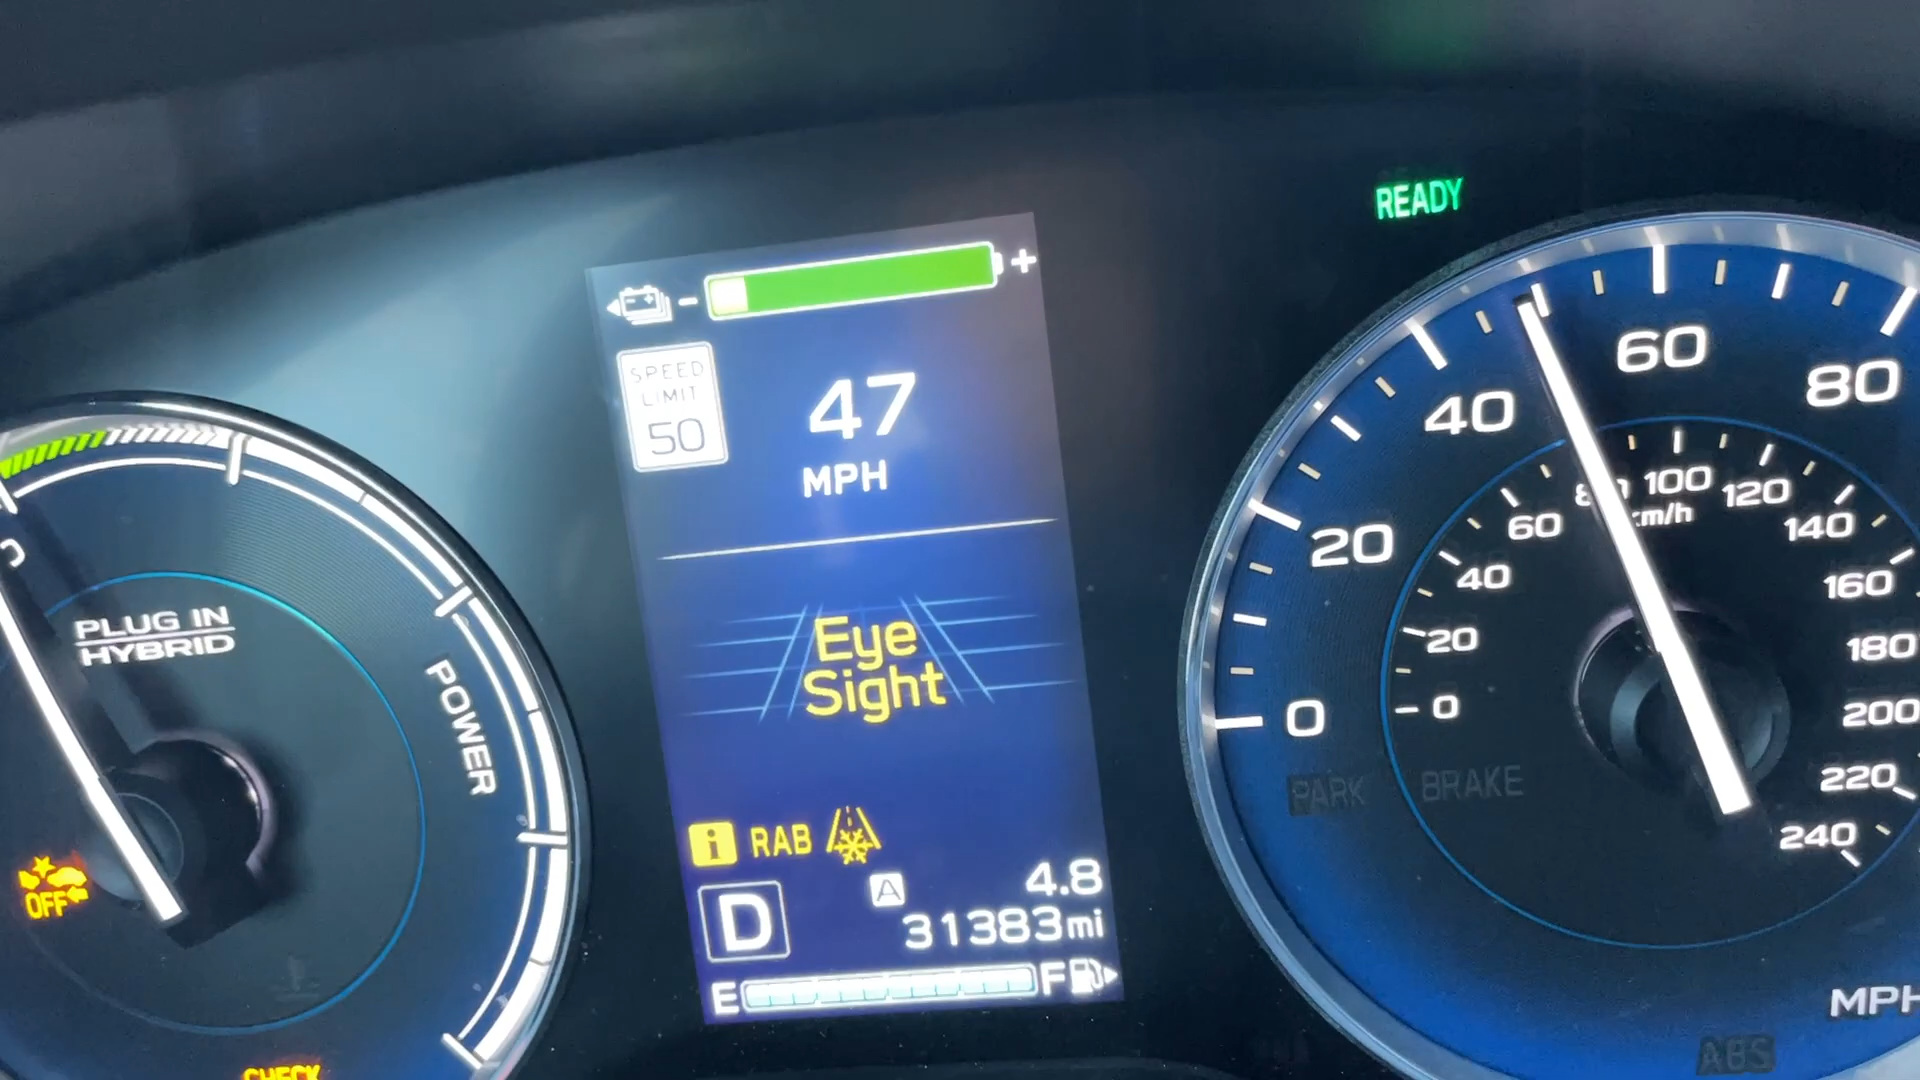 READY
- +
SPEED
LIMIT
50
47
MPH
Eye
Sight
i RAB
A 4.8
D 31383mi
E F
PLUG IN
HYBRID
POWER
OFF
CHECK
0 20 40 60 80
0 20 40 60 80 100 120 140 160 180 200 220 240
km/h
PARK BRAKE
MPH
ABS